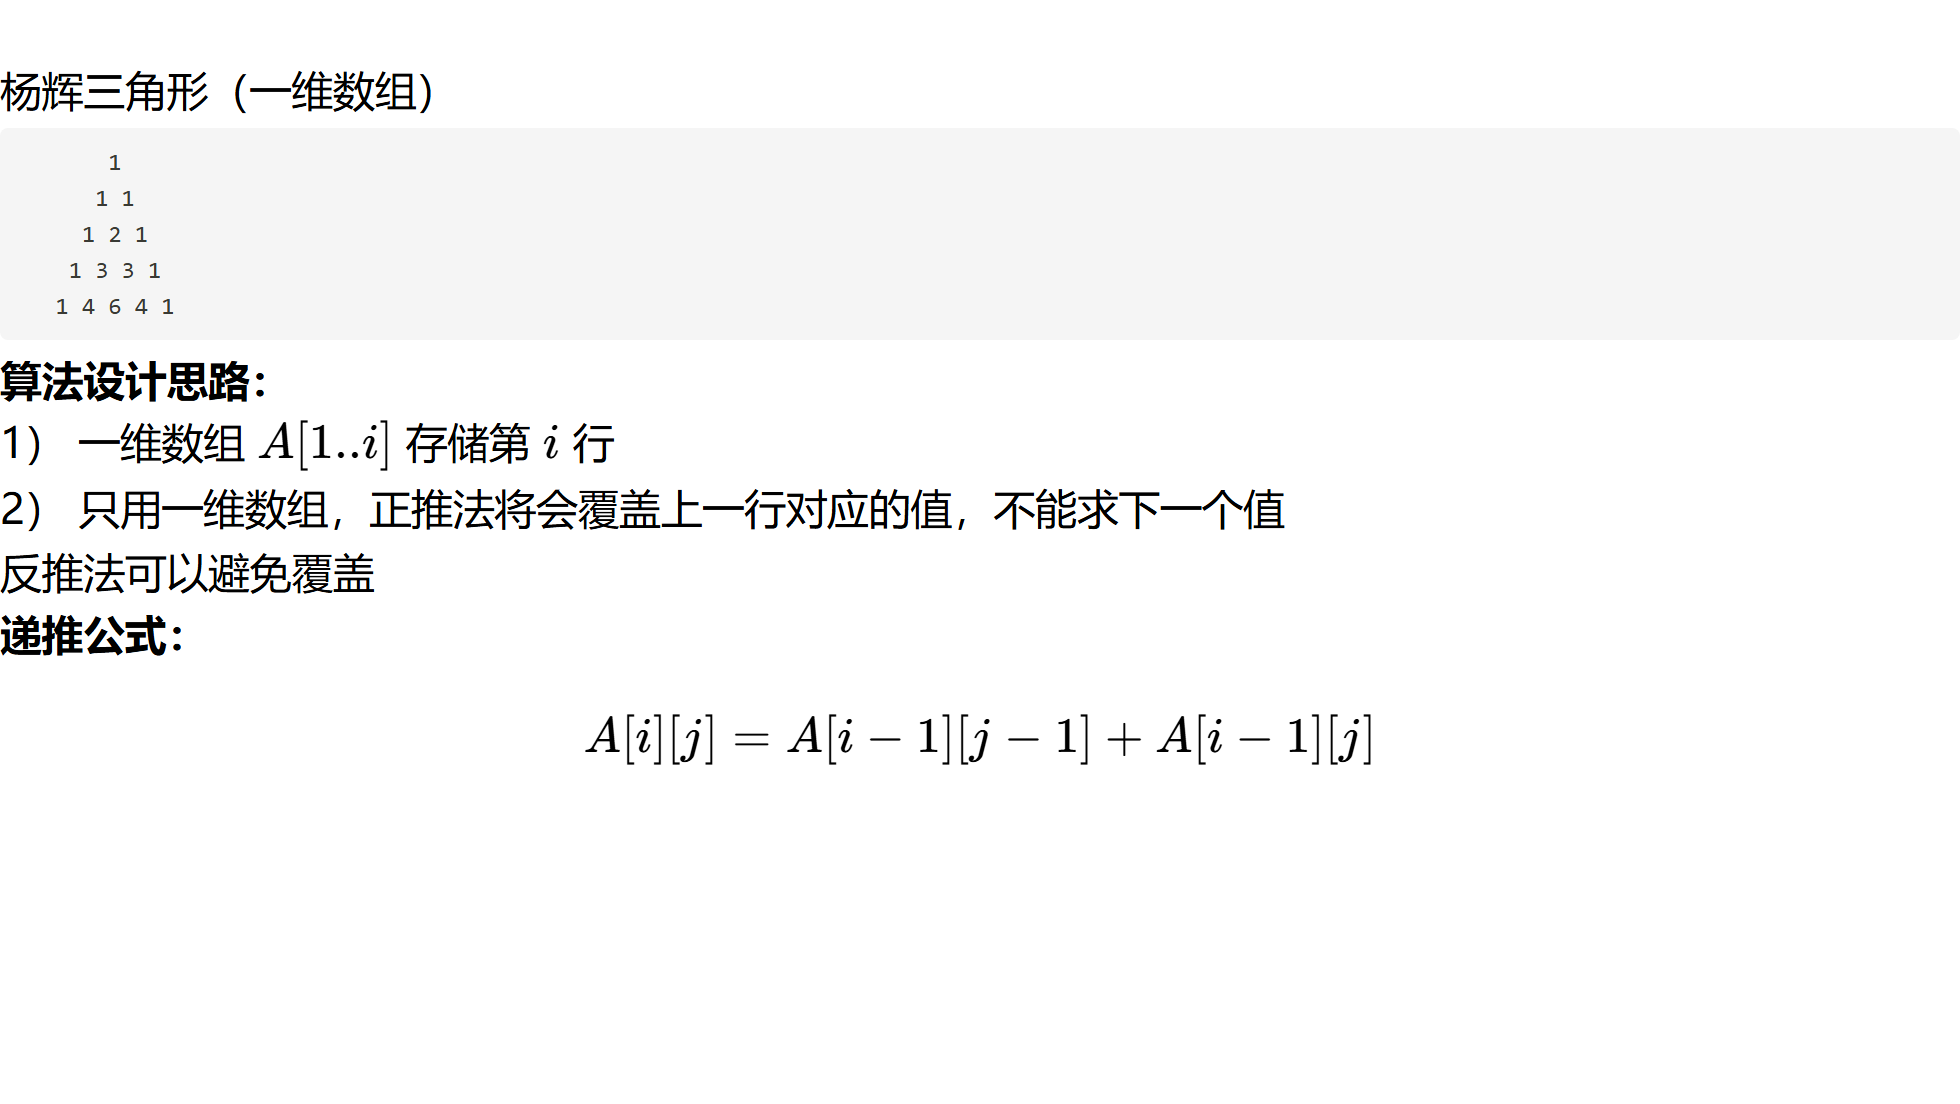 杨辉三角形（一维数组）
1
1 1
1 2 1
1 3 3 1
1 4 6 4 1
算法设计思路：
1） 一维数组 A[1..i] 存储第 i 行
2） 只用一维数组，正推法将会覆盖上一行对应的值，不能求下一个值
反推法可以避免覆盖
递推公式：
A[i][j] = A[i − 1][j − 1] + A[i − 1][j]